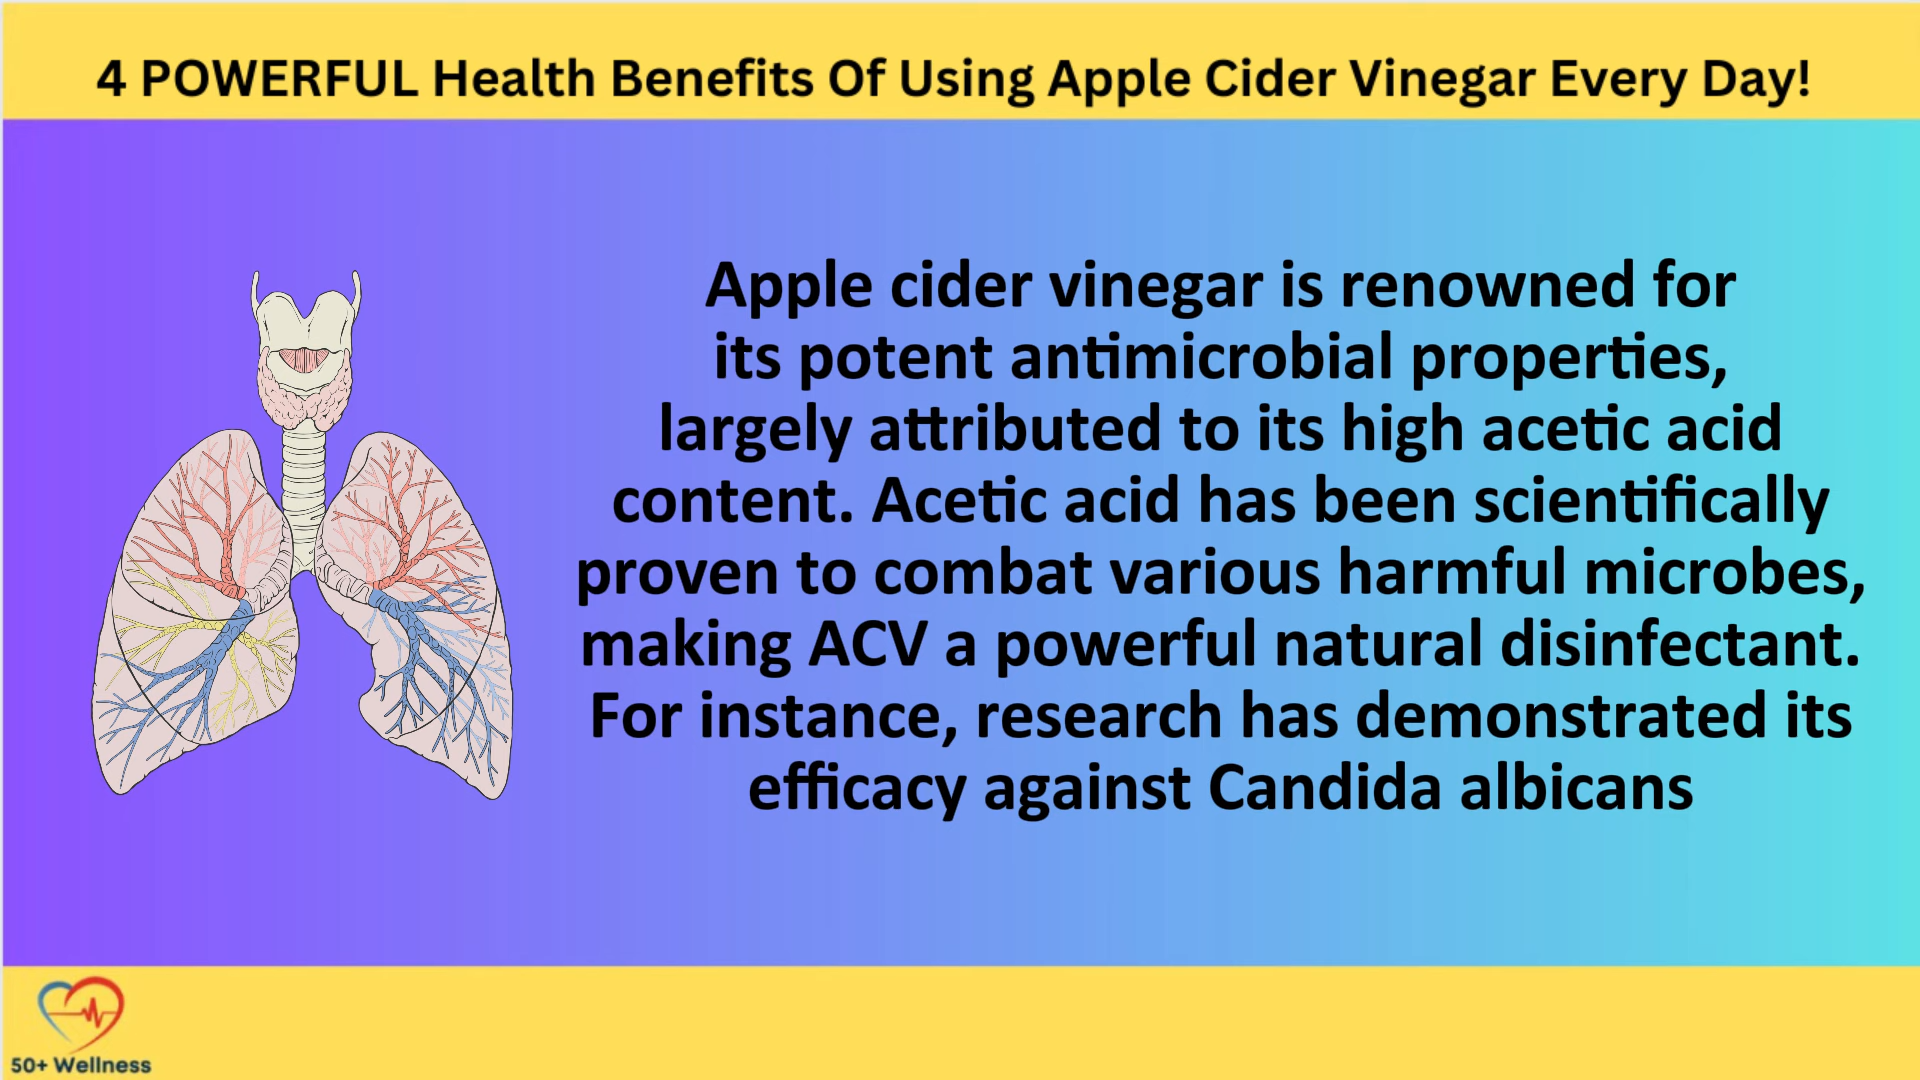 4 POWERFUL Health Benefits Of Using Apple Cider Vinegar Every Day!
Apple cider vinegar is renowned for
its potent antimicrobial properties,
largely attributed to its high acetic acid
content. Acetic acid has been scientifically
proven to combat various harmful microbes,
making ACV a powerful natural disinfectant.
For instance, research has demonstrated its
efficacy against Candida albicans
50+ Wellness